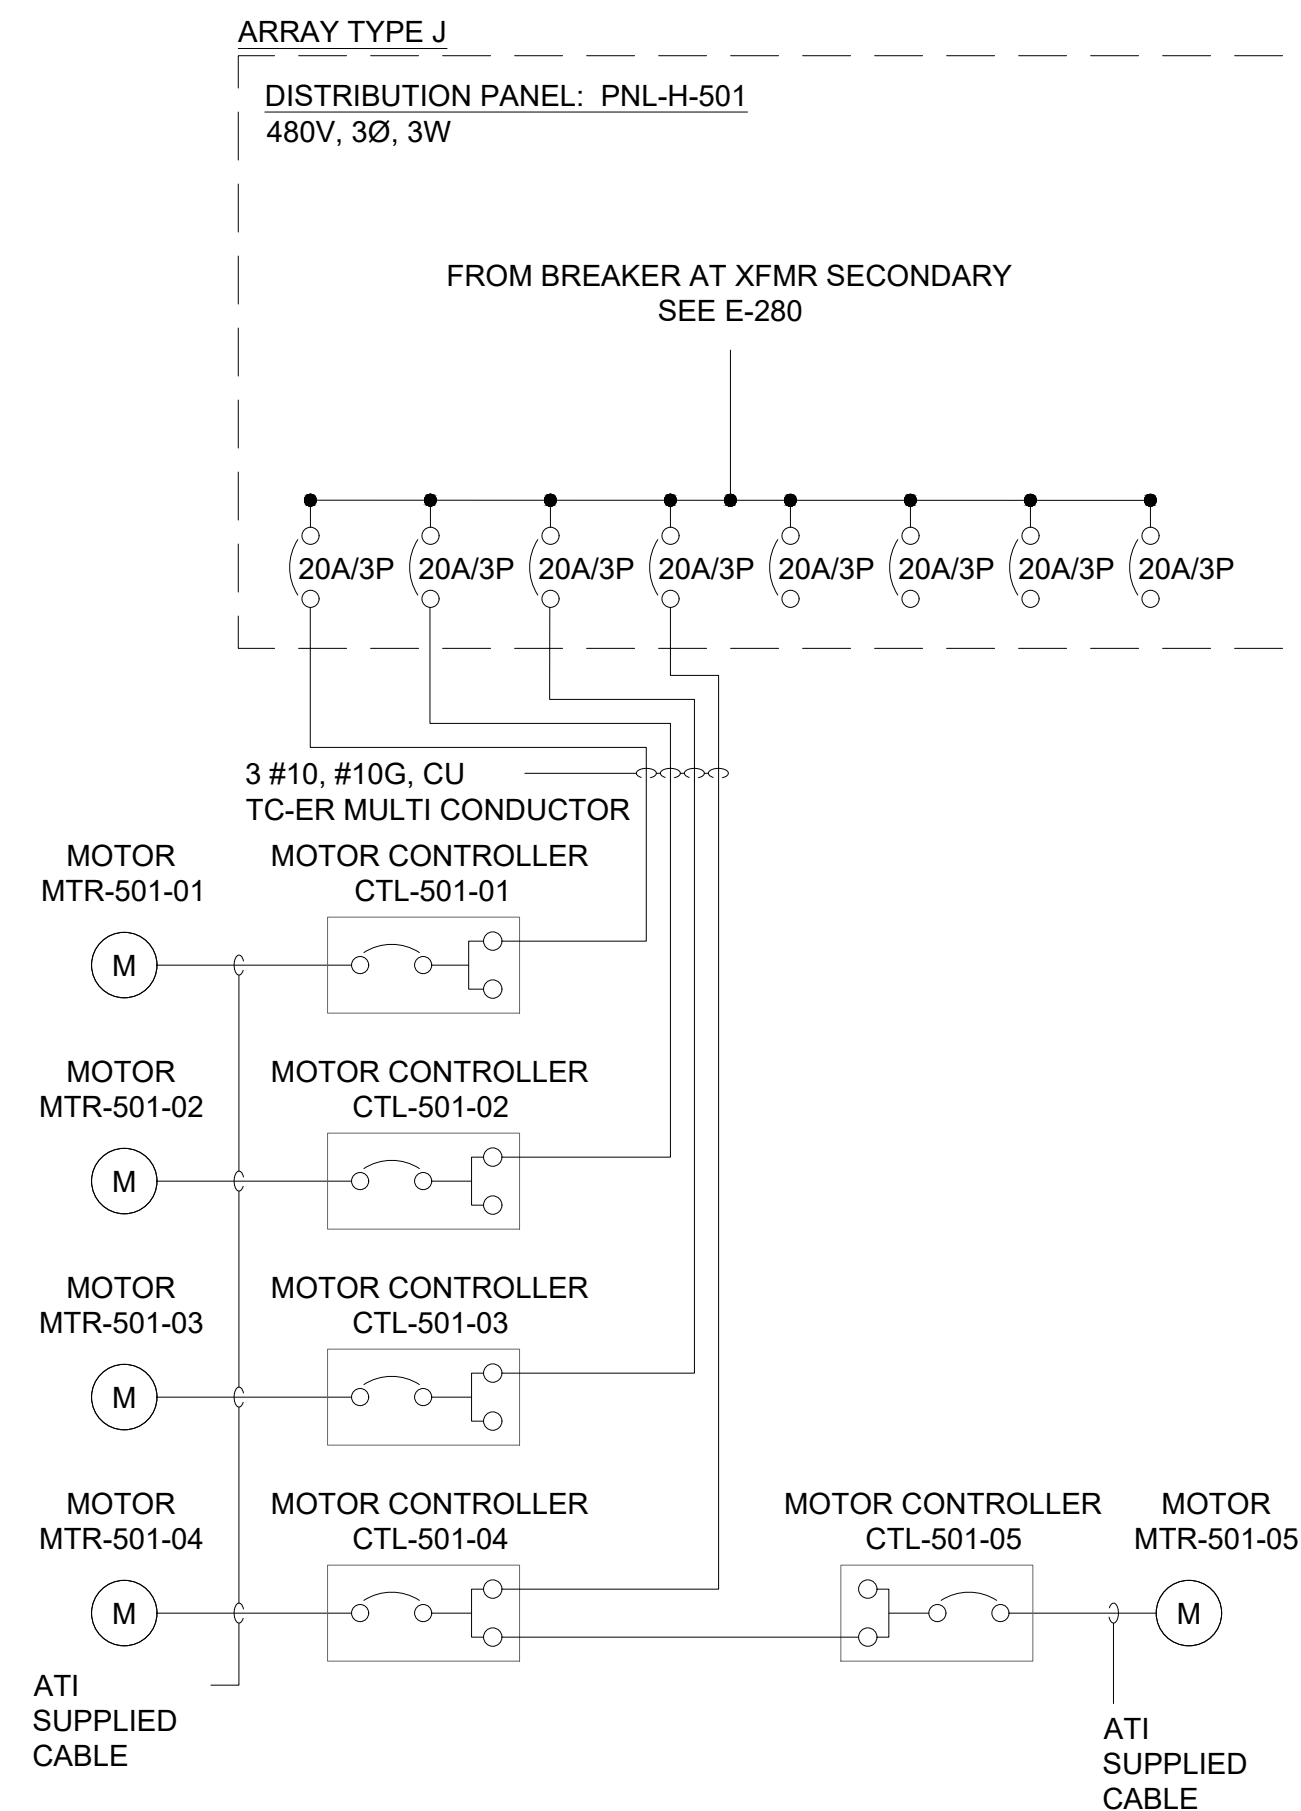 ARRAY TYPE J
DISTRIBUTION PANEL: PNL-H-501
480V, 3Ø, 3W
FROM BREAKER AT XFMR SECONDARY
SEE E-280
20A/3P 20A/3P 20A/3P 20A/3P 20A/3P 20A/3P 20A/3P 20A/3P
3 #10, #10G, CU
TC-ER MULTI CONDUCTOR
MOTOR
MTR-501-01
MOTOR CONTROLLER
CTL-501-01
M
MOTOR
MTR-501-02
MOTOR CONTROLLER
CTL-501-02
M
MOTOR
MTR-501-03
MOTOR CONTROLLER
CTL-501-03
M
MOTOR
MTR-501-04
MOTOR CONTROLLER
CTL-501-04
MOTOR CONTROLLER
CTL-501-05
MOTOR
MTR-501-05
M
M
ATI
SUPPLIED
CABLE
ATI
SUPPLIED
CABLE